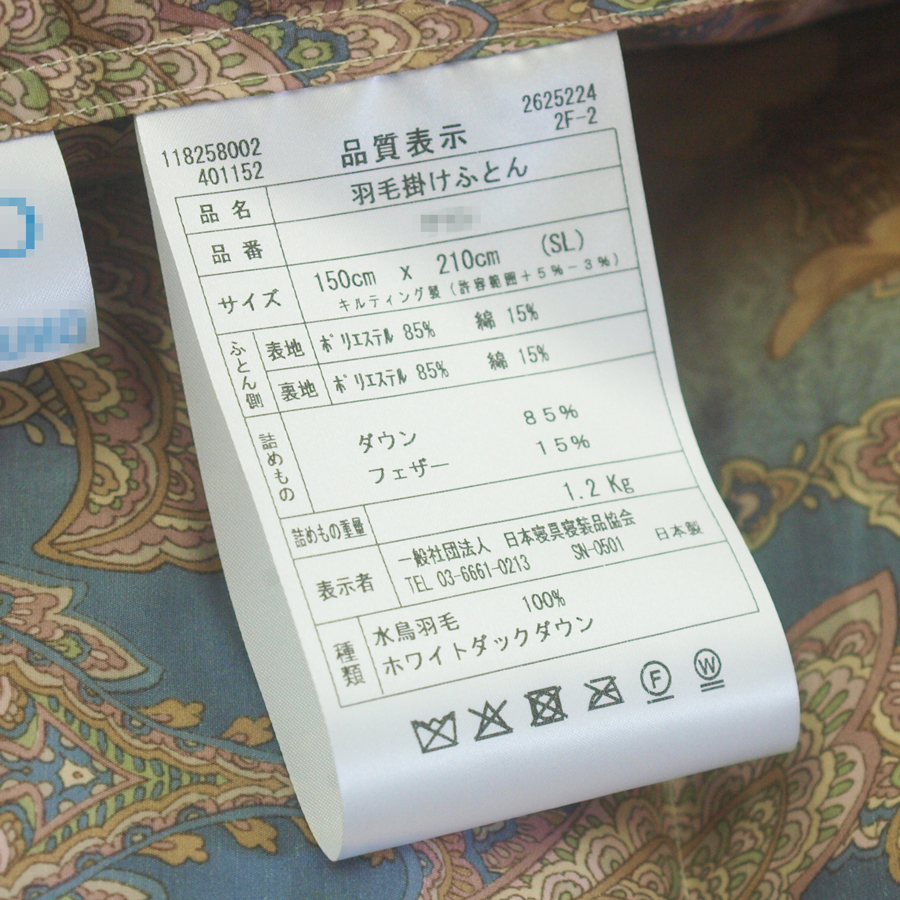 118258002
401152
2625224
2F-2
品質表示
品名 羽毛掛けふとん
品番
サイズ 150cm x 210cm (SL)
キルティング製(許容範囲+5%-3%)
ふとん側 表地 ポリエステル 85% 綿 15%
裏地 ポリエステル 85% 綿 15%
詰めもの ダウン 85%
フェザー 15%
詰めもの重量 1.2 Kg
表示者 一般社団法人 日本寝具寝装品協会
TEL 03-6661-0213 SN-0501 日本製
種類 水鳥羽毛 100%
ホワイトダックダウン
F W